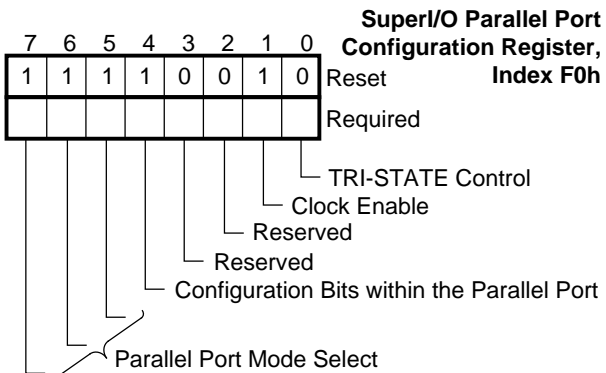 SuperI/O Parallel Port
Configuration Register,
Index F0h
7 6 5 4 3 2 1 0
1 1 1 1 0 0 1 0 Reset
Required
TRI-STATE Control
Clock Enable
Reserved
Reserved
Configuration Bits within the Parallel Port
Parallel Port Mode Select